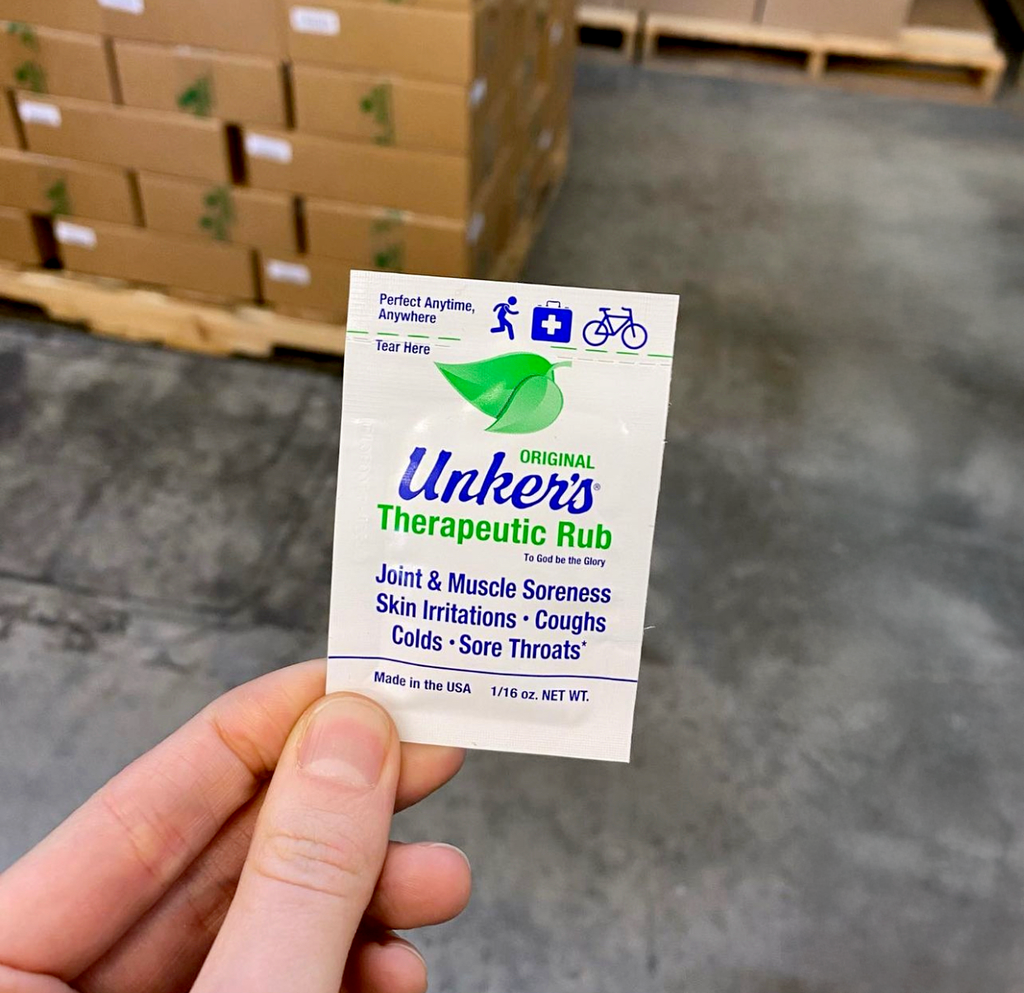 Perfect Anytime,
Anywhere
Tear Here
ORIGINAL
Unker's®
Therapeutic Rub
To God be the Glory
Joint & Muscle Soreness
Skin Irritations • Coughs
Colds • Sore Throats*
Made in the USA 1/16 oz. NET WT.